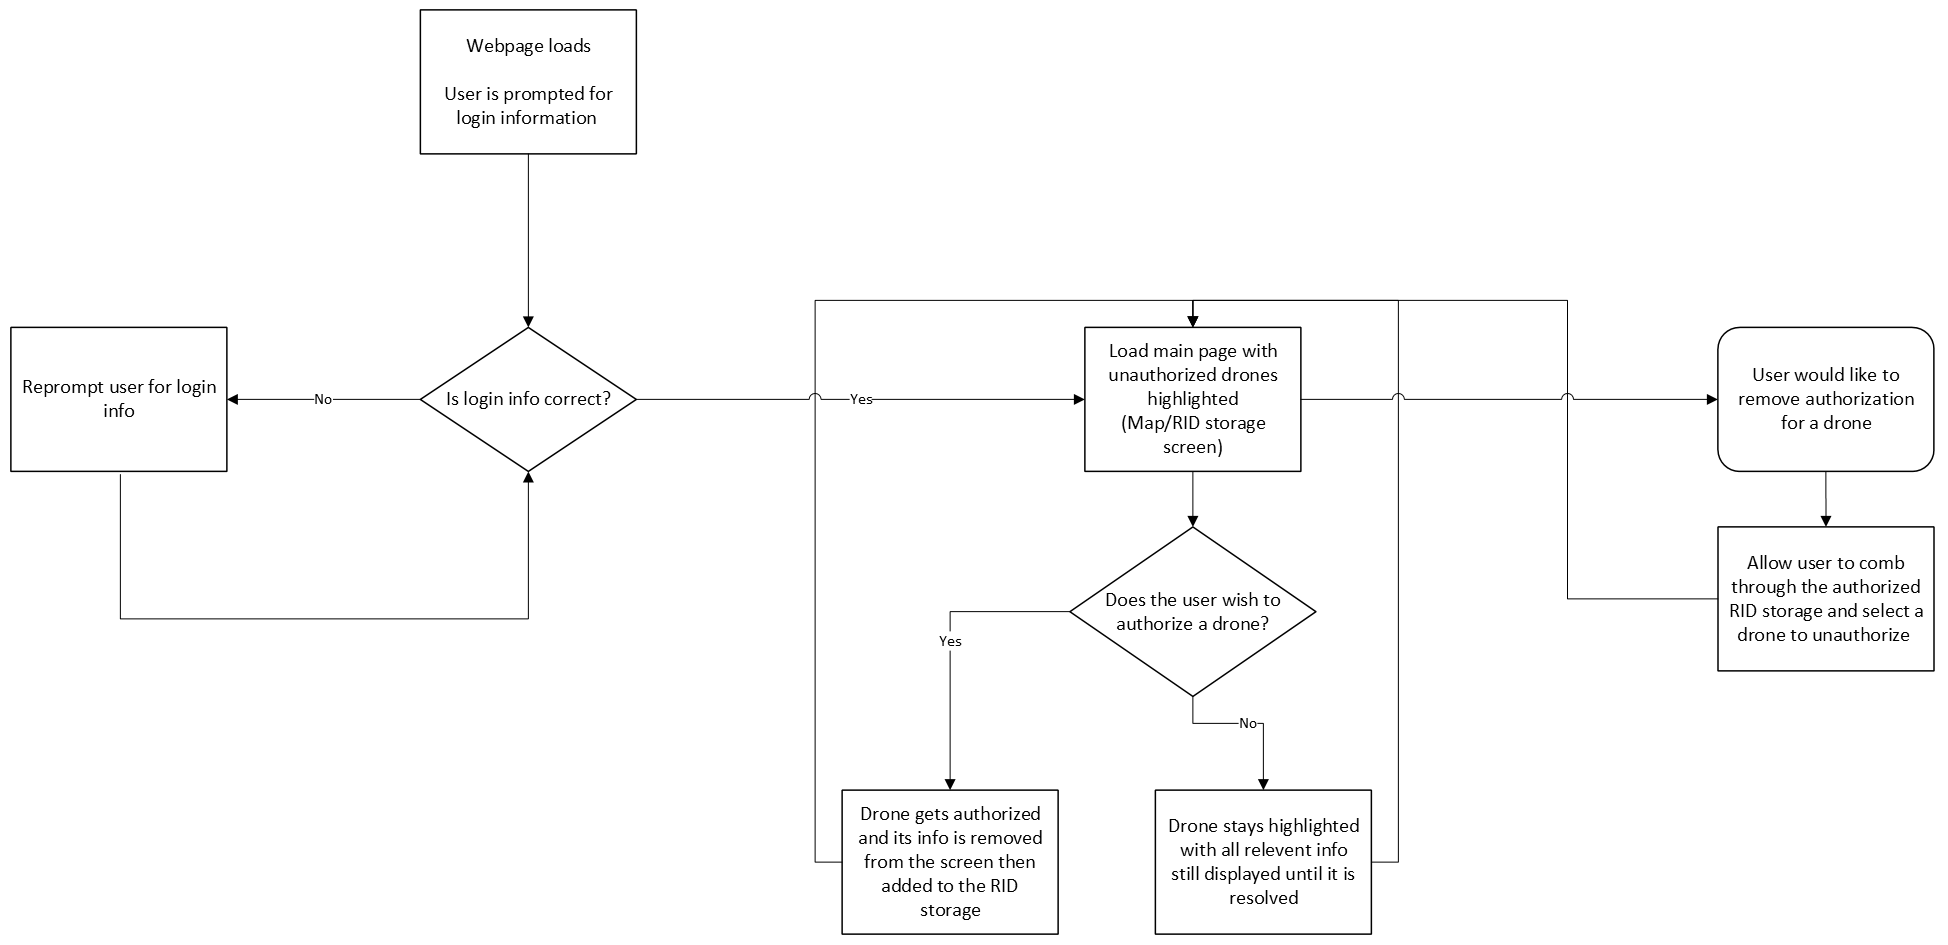 Webpage loads
User is prompted for
login information
Reprompt user for login
info
No
Is login info correct?
Yes
Load main page with
unauthorized drones
highlighted
(Map/RID storage
screen)
User would like to
remove authorization
for a drone
Does the user wish to
authorize a drone?
Yes
No
Allow user to comb
through the authorized
RID storage and select a
drone to unauthorize
Drone gets authorized
and its info is removed
from the screen then
added to the RID
storage
Drone stays highlighted
with all relevent info
still displayed until it is
resolved